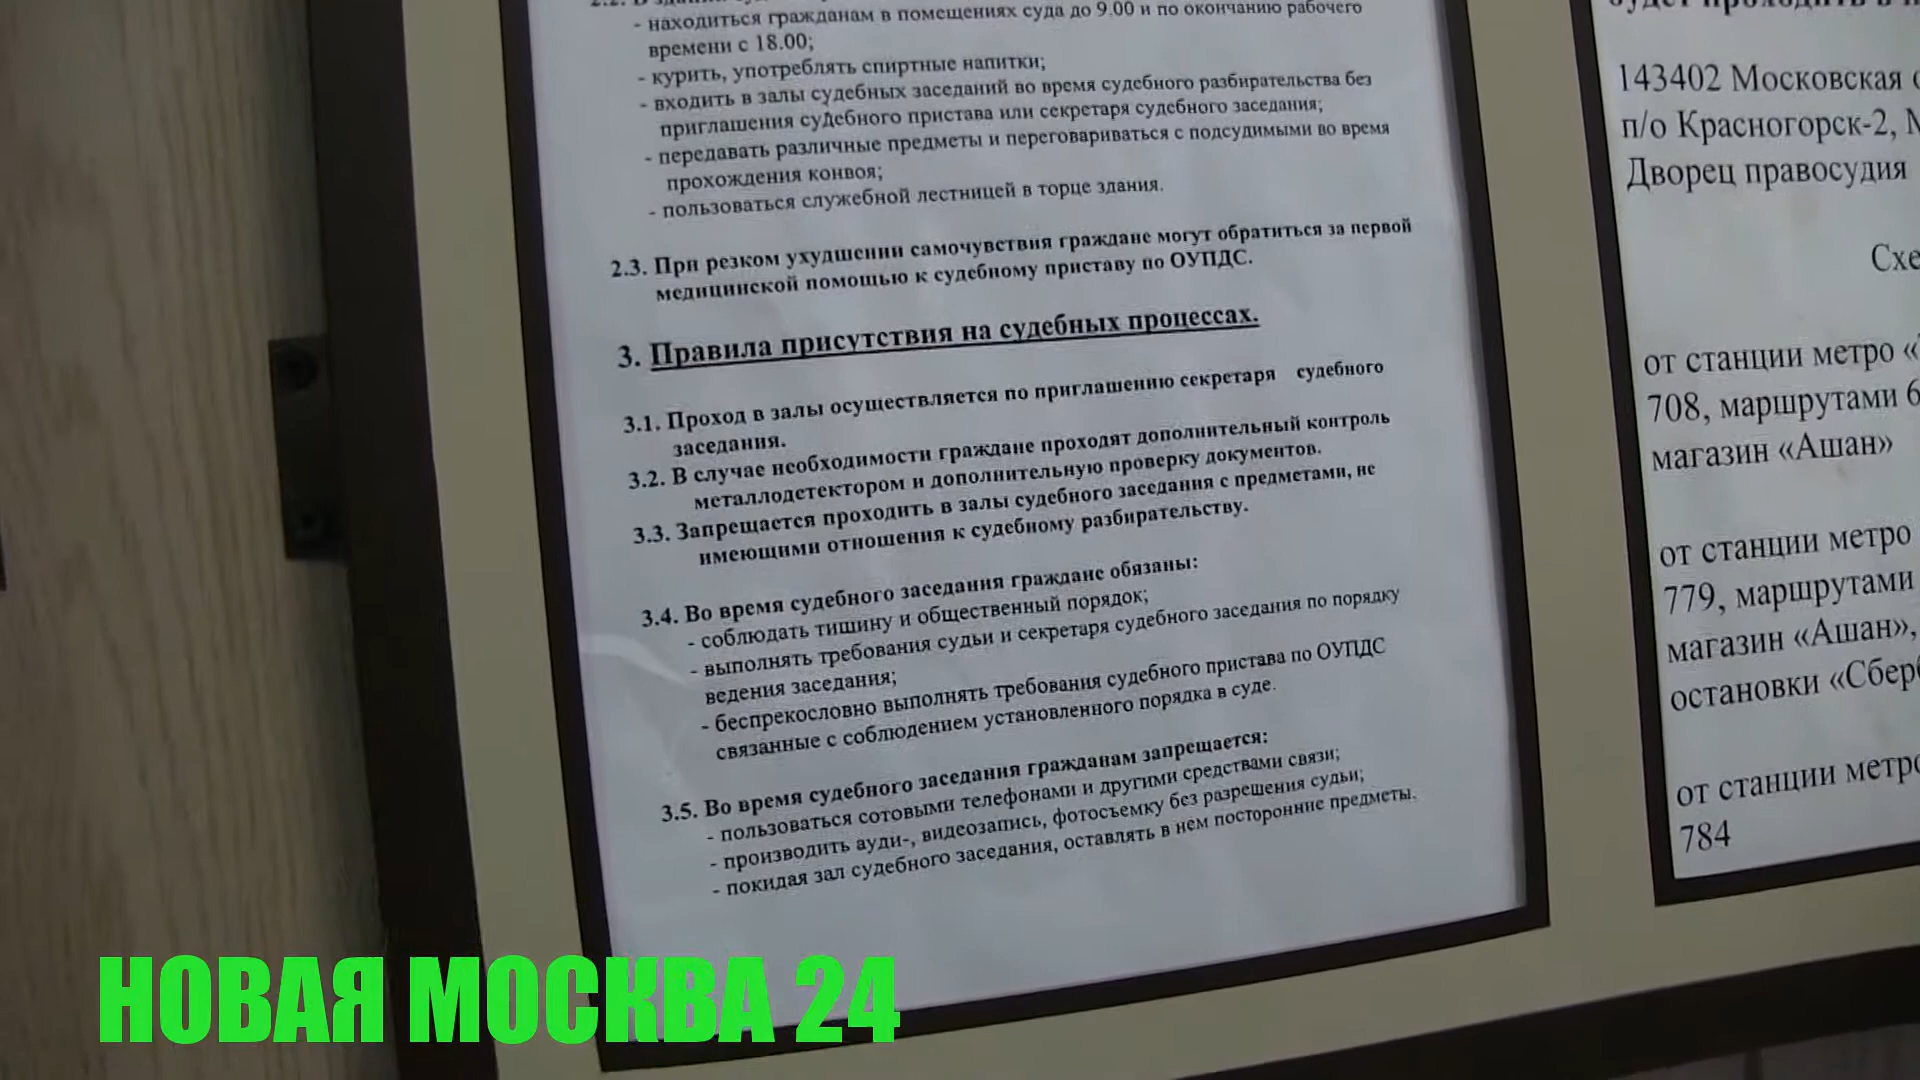 - находиться гражданам в помещениях суда до 9.00 и по окончанию рабочего
времени с 18.00;
- курить, употреблять спиртные напитки;
- входить в залы судебных заседаний во время судебного разбирательства без
приглашения судебного пристава или секретаря судебного заседания;
- передавать различные предметы и переговариваться с подсудимыми во время
прохождения конвоя;
- пользоваться служебной лестницей в торце здания.
2.3. При резком ухудшении самочувствия граждане могут обратиться за первой
медицинской помощью к судебному приставу по ОУПДС.
3. Правила присутствия на судебных процессах.
3.1. Проход в залы осуществляется по приглашению секретаря судебного
заседания.
3.2. В случае необходимости граждане проходят дополнительный контроль
металлодетектором и дополнительную проверку документов.
3.3. Запрещается проходить в залы судебного заседания с предметами, не
имеющими отношения к судебному разбирательству.
3.4. Во время судебного заседания граждане обязаны:
- соблюдать тишину и общественный порядок;
- выполнять требования судьи и секретаря судебного заседания по порядку
ведения заседания;
- беспрекословно выполнять требования судебного пристава по ОУПДС
связанные с соблюдением установленного порядка в суде.
3.5. Во время судебного заседания гражданам запрещается:
- пользоваться сотовыми телефонами и другими средствами связи;
- производить ауди-, видеозапись, фотосъемку без разрешения судьи;
- покидая зал судебного заседания, оставлять в нем посторонние предметы.
143402 Московская
п/о Красногорск-2,
Дворец правосудия
Схе
от станции метро «
708, маршрутами
магазин «Ашан»
от станции метро
779, маршрутами
магазин «Ашан»,
остановки «Сбер
от станции метро
784
НОВАЯ МОСКВА 24